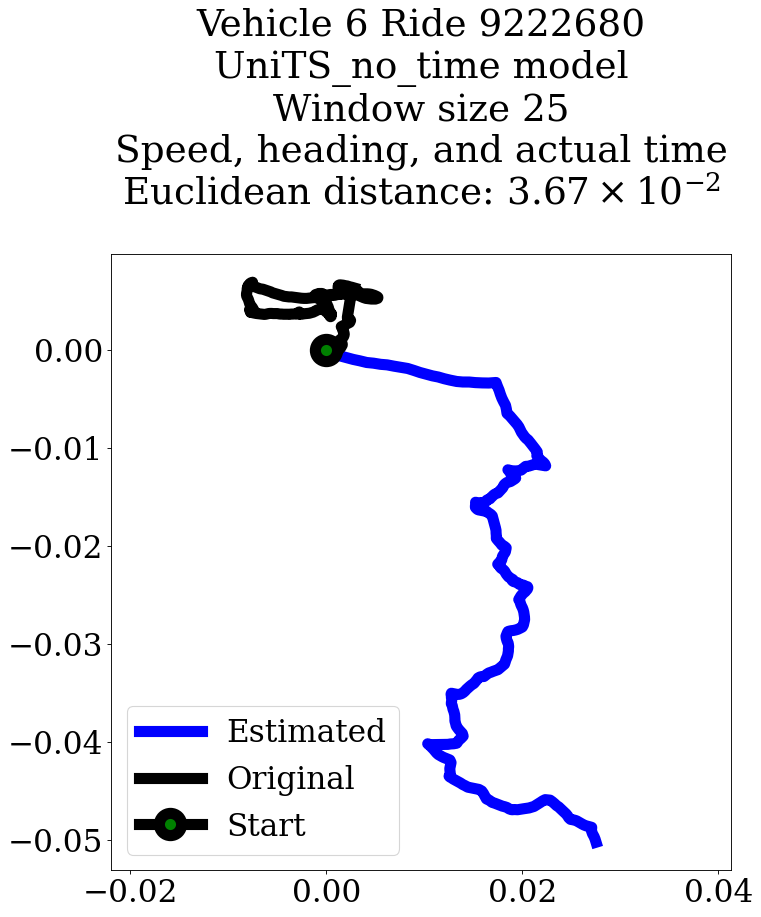 Vehicle 6 Ride 9222680
UniTS_no_time model
Window size 25
Speed, heading, and actual time
Euclidean distance: 3.67 × 10⁻²
0.00
−0.01
−0.02
−0.03
−0.04
−0.05
Estimated
Original
Start
−0.02 0.00 0.02 0.04